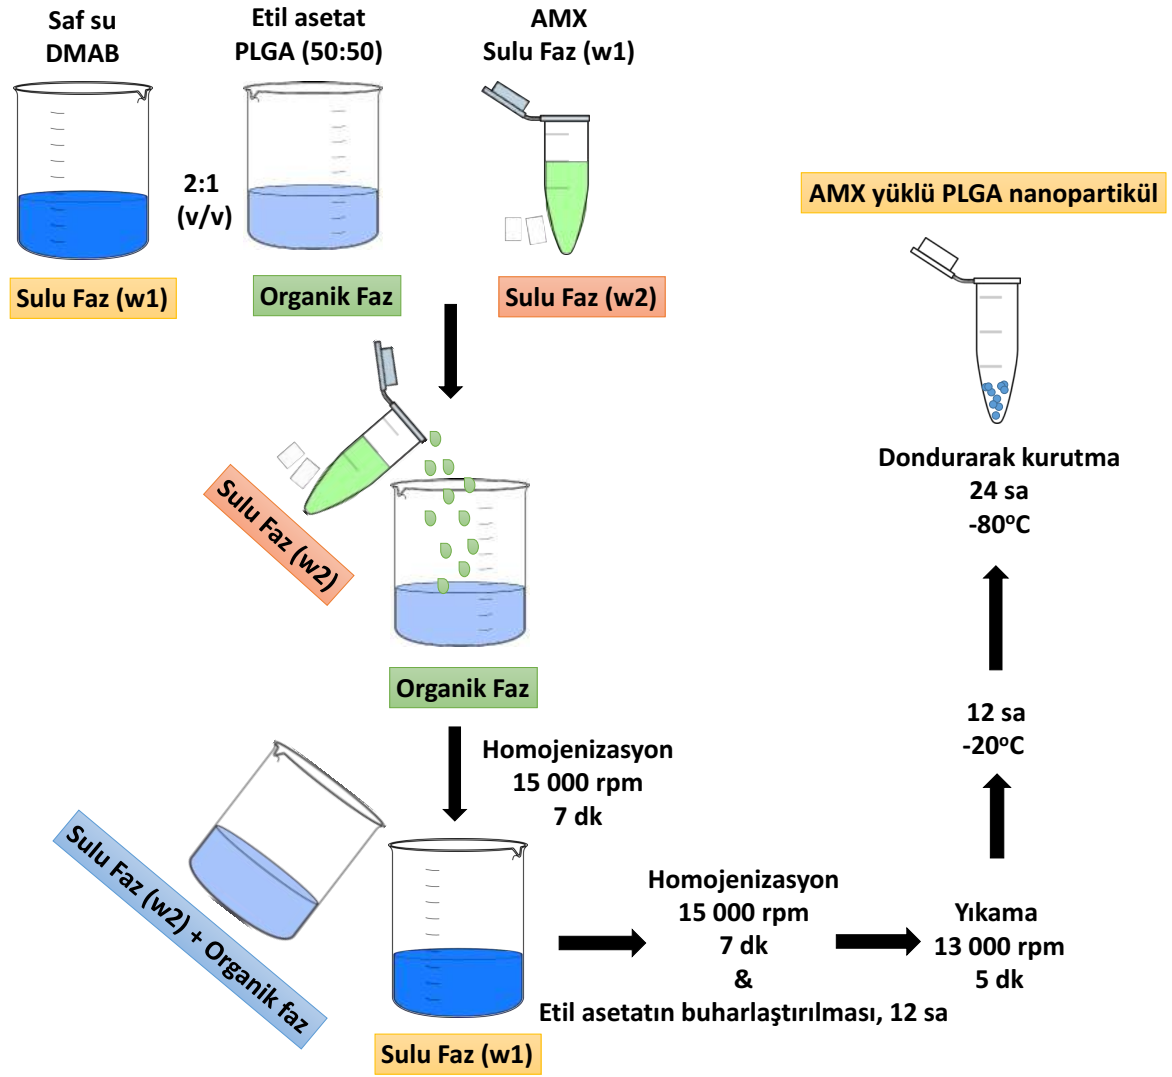 Saf su
DMAB
Etil asetat
PLGA (50:50)
AMX
Sulu Faz (w1)
2:1
(v/v)
Sulu Faz (w1)
Organik Faz
Sulu Faz (w2)
AMX yüklü PLGA nanopartikül
Sulu Faz (w2)
Organik Faz
Homojenizasyon
15 000 rpm
7 dk
Sulu Faz (w2) + Organik faz
Sulu Faz (w1)
Homojenizasyon
15 000 rpm
7 dk
&
Etil asetatın buharlaştırılması, 12 sa
Yıkama
13 000 rpm
5 dk
12 sa
-20°C
Dondurarak kurutma
24 sa
-80°C